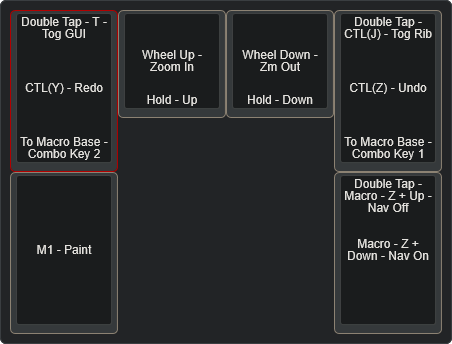 Double Tap - T -
Tog GUI
CTL(Y) - Redo
To Macro Base -
Combo Key 2
Wheel Up -
Zoom In
Hold - Up
Wheel Down -
Zm Out
Hold - Down
Double Tap -
CTL(J) - Tog Rib
CTL(Z) - Undo
To Macro Base -
Combo Key 1
M1 - Paint
Double Tap -
Macro - Z + Up -
Nav Off
Macro - Z +
Down - Nav On